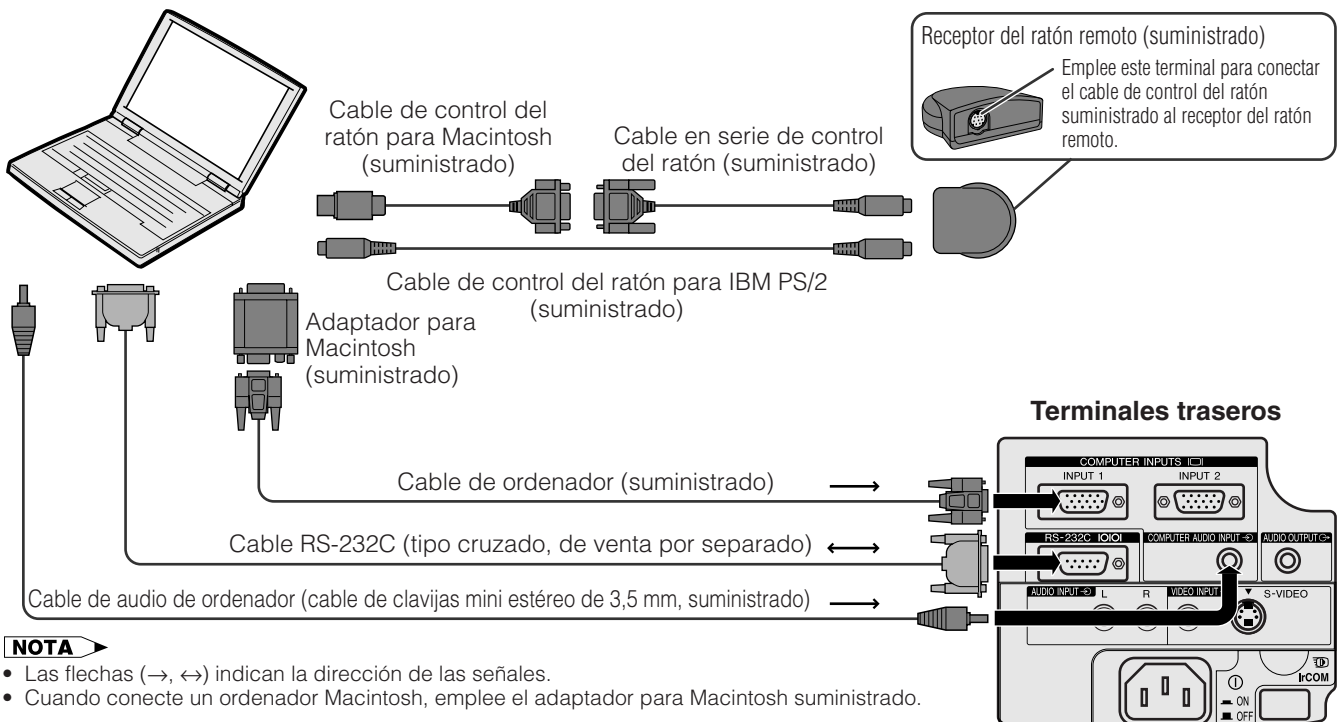 Receptor del ratón remoto (suministrado)
Emplee este terminal para conectar
el cable de control del ratón
suministrado al receptor del ratón
remoto.
Cable de control del
ratón para Macintosh
(suministrado)
Cable en serie de control
del ratón (suministrado)
Cable de control del ratón para IBM PS/2
(suministrado)
Adaptador para
Macintosh
(suministrado)
Terminales traseros
COMPUTER INPUTS
INPUT 1
INPUT 2
Cable de ordenador (suministrado) →
Cable RS-232C (tipo cruzado, de venta por separado) ↔
RS-232C IOIOI
COMPUTER AUDIO INPUT
AUDIO OUTPUT
Cable de audio de ordenador (cable de clavijas mini estéreo de 3,5 mm, suministrado) →
AUDIO INPUT
L
R
VIDEO INPUT
S-VIDEO
IrCOM
ON
OFF
NOTA
• Las flechas (→, ↔) indican la dirección de las señales.
• Cuando conecte un ordenador Macintosh, emplee el adaptador para Macintosh suministrado.